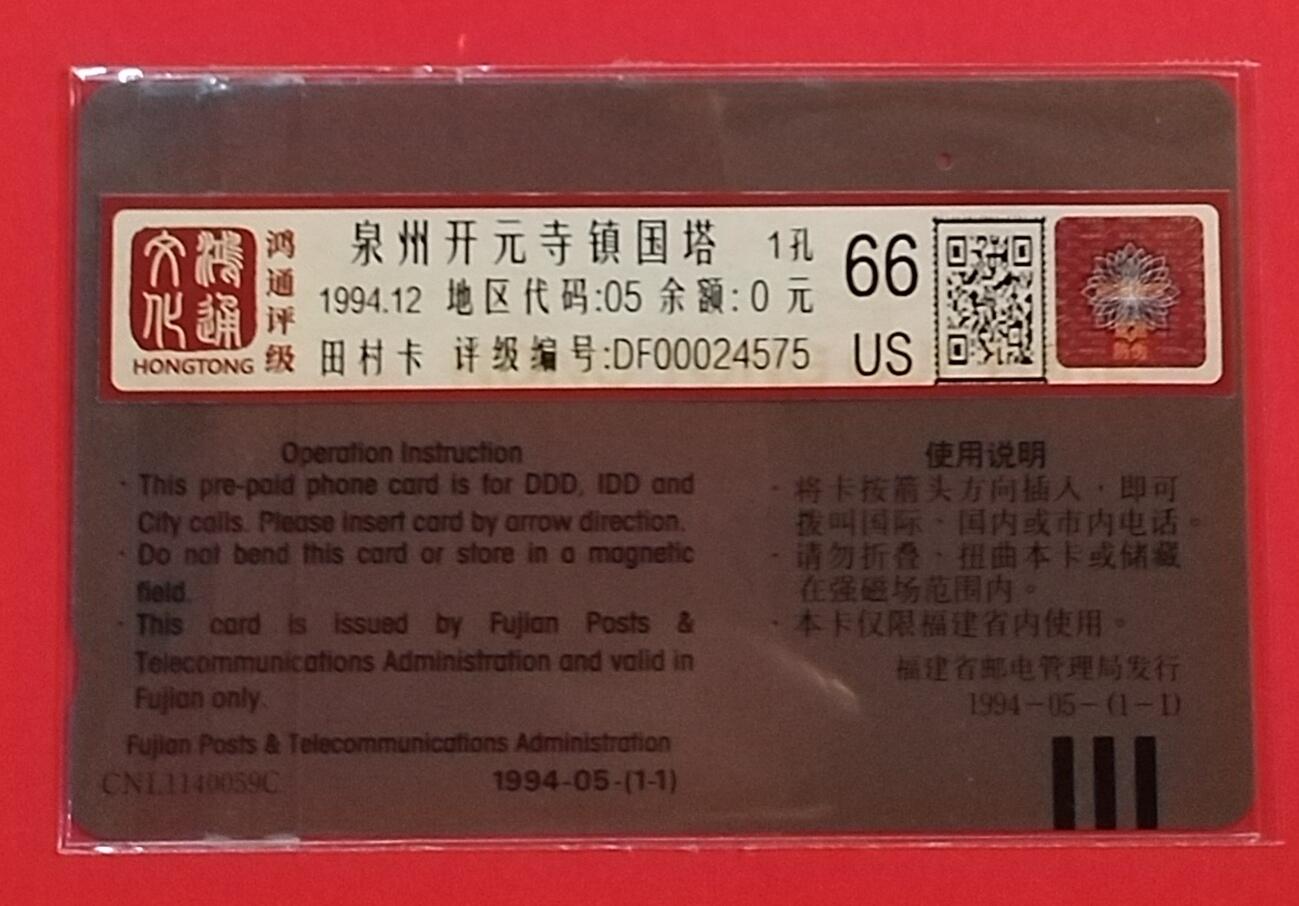 鸿通
文化
HONGTONG
鸿通评级
泉州开元寺镇国塔 1孔
1994.12 地区代码:05 余额:0 元
田村卡 评级编号:DF00024575
66
US
Operation Instruction
· This pre-paid phone card is for DDD, IDD and
City calls. Please insert card by arrow direction.
· Do not bend this card or store in a magnetic
field.
· This card is issued by Fujian Posts &
Telecommunications Administration and valid in
Fujian only.
Fujian Posts & Telecommunications Administration
CNL1140059C
1994-05-(1-1)
使用说明
· 将卡按箭头方向插入，即可
拨叫国际、国内或市内电话。
· 请勿折叠、扭曲本卡或储藏
在强磁场范围内。
· 本卡仅限福建省内使用。
福建省邮电管理局发行
1994-05-(1-1)